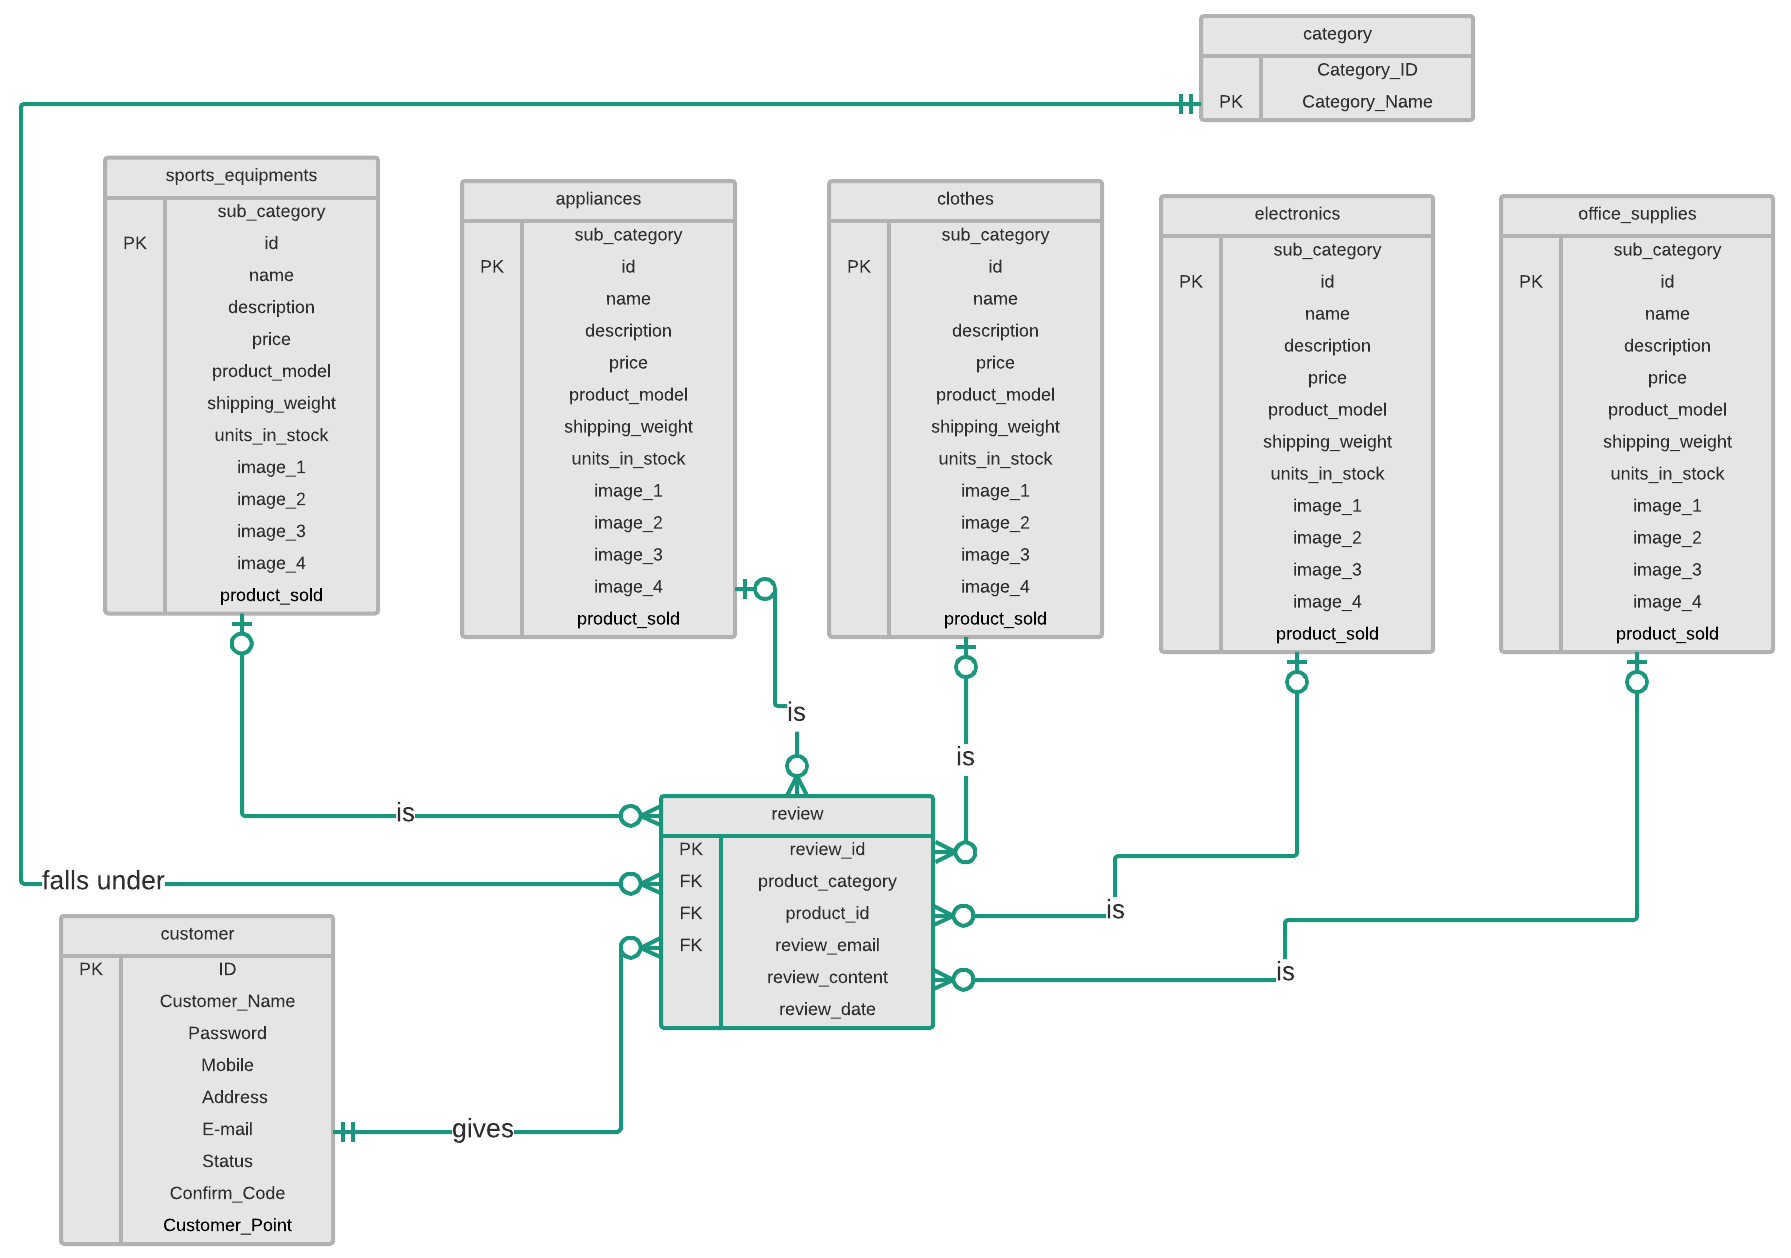 category
Category_ID
PK Category_Name
sports_equipments
sub_category
PK id
name
description
price
product_model
shipping_weight
units_in_stock
image_1
image_2
image_3
image_4
product_sold
appliances
sub_category
PK id
name
description
price
product_model
shipping_weight
units_in_stock
image_1
image_2
image_3
image_4
product_sold
clothes
sub_category
PK id
name
description
price
product_model
shipping_weight
units_in_stock
image_1
image_2
image_3
image_4
product_sold
electronics
sub_category
PK id
name
description
price
product_model
shipping_weight
units_in_stock
image_1
image_2
image_3
image_4
product_sold
office_supplies
sub_category
PK id
name
description
price
product_model
shipping_weight
units_in_stock
image_1
image_2
image_3
image_4
product_sold
is
is
is
is
is
falls under
gives
review
PK review_id
FK product_category
FK product_id
FK review_email
review_content
review_date
customer
PK ID
Customer_Name
Password
Mobile
Address
E-mail
Status
Confirm_Code
Customer_Point